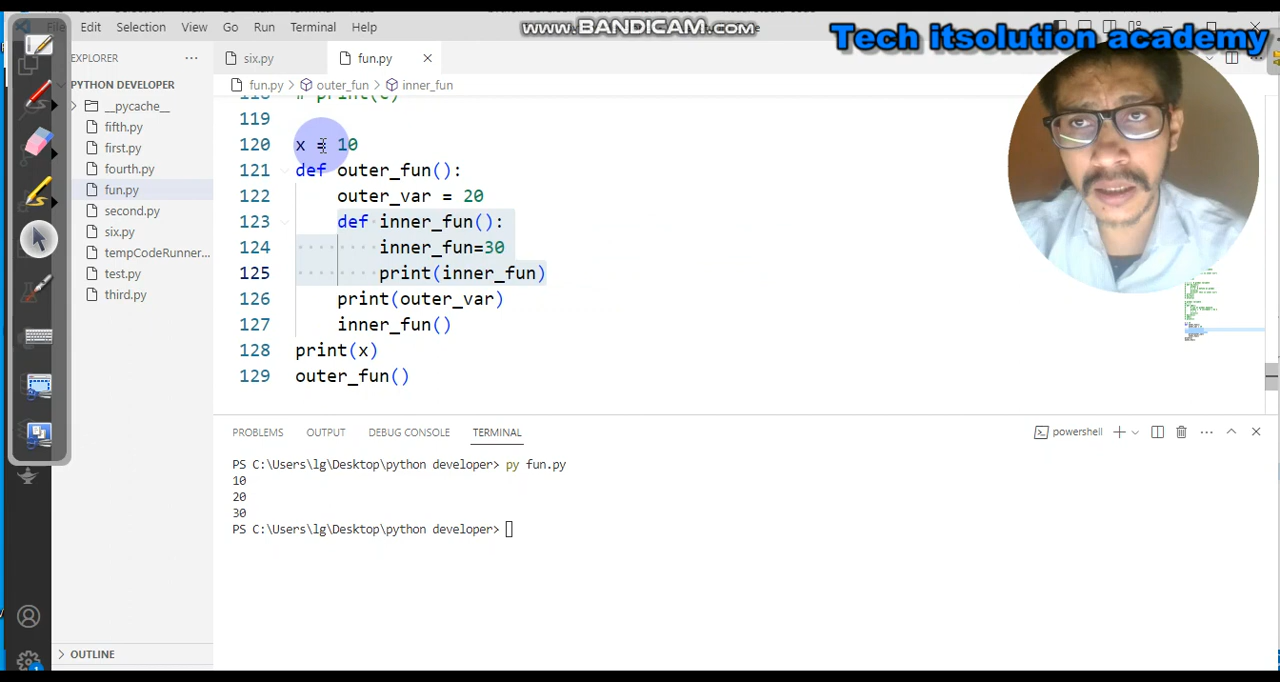 File Edit Selection View Go Run Terminal Help
www.BANDICAM.com
Tech itsolution academy
EXPLORER
six.py
fun.py
PYTHON DEVELOPER
fun.py > outer_fun > inner_fun
__pycache__
fifth.py
first.py
fourth.py
fun.py
second.py
six.py
tempCodeRunner...
test.py
third.py
118 # print(c)
119
120 x = 10
121 def outer_fun():
122 outer_var = 20
123 def inner_fun():
124 inner_fun=30
125 print(inner_fun)
126 print(outer_var)
127 inner_fun()
128 print(x)
129 outer_fun()
PROBLEMS OUTPUT DEBUG CONSOLE TERMINAL
powershell
PS C:\Users\lg\Desktop\python developer> py fun.py
10
20
30
PS C:\Users\lg\Desktop\python developer>
OUTLINE